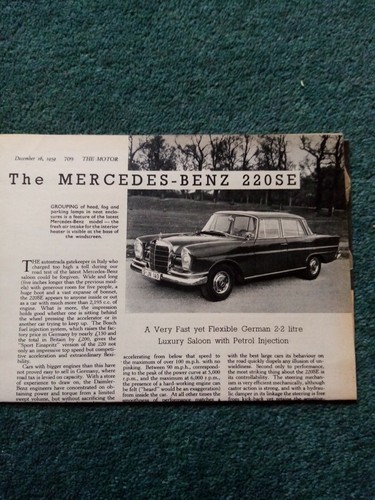 December 16, 1959 709 THE MOTOR
The MERCEDES-BENZ 220SE
GROUPING of head, fog and
parking lamps in neat enclo-
sures is a feature of the latest
Mercedes-Benz model — the
fresh air intake for the interior
heater is visible at the base of
the windscreen.
A Very Fast yet Flexible German 2·2 litre
Luxury Saloon with Petrol Injection
THE autostrada gatekeeper in Italy who
charged too high a toll during our
road test of the latest Mercedes-Benz
saloon could be forgiven. Wide and long
(five inches longer than the previous mod-
el) with generous room for five people, a
huge boot and a vast expanse of bonnet,
the 220SE appears to anyone inside or out
as a car with much more than 2,195 c.c. of
engine. What is more, the impression
holds good whether one is sitting behind
the wheel pressing the accelerator or in
another car trying to keep up. The Bosch
fuel injection system, which raises the fac-
tory price in Germany by nearly £130 and
the total in Britain by £200, gives the
"Sport Einspritz" version of the 220 not
only an impressive top speed but competi-
tive acceleration and extraordinary flexi-
bility.
Cars with bigger engines than this have
not proved easy to sell in Germany, where
road tax is levied on capacity. With a store
of experience to draw on, the Daimler-
Benz engineers have concentrated on ob-
taining power and torque from a limited
swept volume, but without sacrificing the
accelerating from below that speed to
the maximum of over 100 m.p.h. with no
pinking. Between 90 m.p.h., correspond-
ing to the peak of the power curve at 5,000
r.p.m., and the maximum at 6,000 r.p.m.,
the presence of a hard working engine can
be felt ("heard" would be an exaggeration)
from inside the car. At all other times the
smoothness of performance matches a
with the best large cars its behaviour on
the road quickly dispels any illusion of un-
wieldiness. Second only to performance,
the most striking thing about the 220SE is
its controllability. The steering mechan-
ism is very efficient mechanically, although
castor action is strong, and with a hydrau-
lic damper in its linkage the steering is free
from kick-back yet retains the sensitive